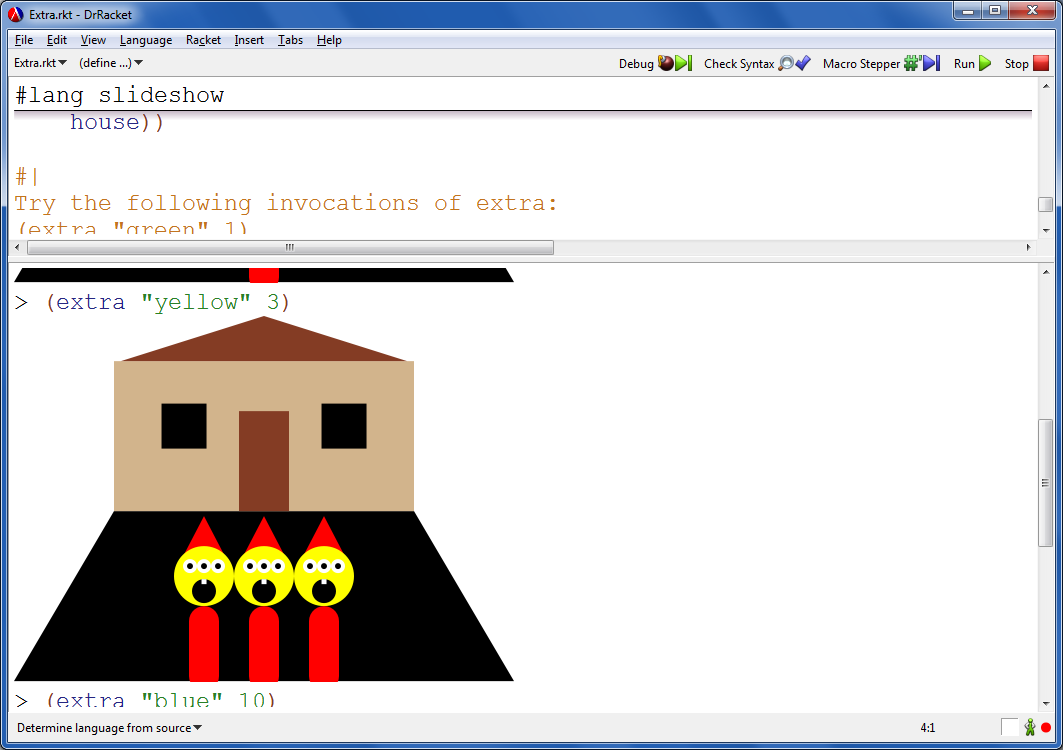 Extra.rkt - DrRacket
File Edit View Language Racket Insert Tabs Help
Extra.rkt (define ...) Debug Check Syntax Macro Stepper Run Stop
#lang slideshow
house))
#|
Try the following invocations of extra:
(extra "green" 1)
> (extra "yellow" 3)
> (extra "blue" 10)
Determine language from source 4:1